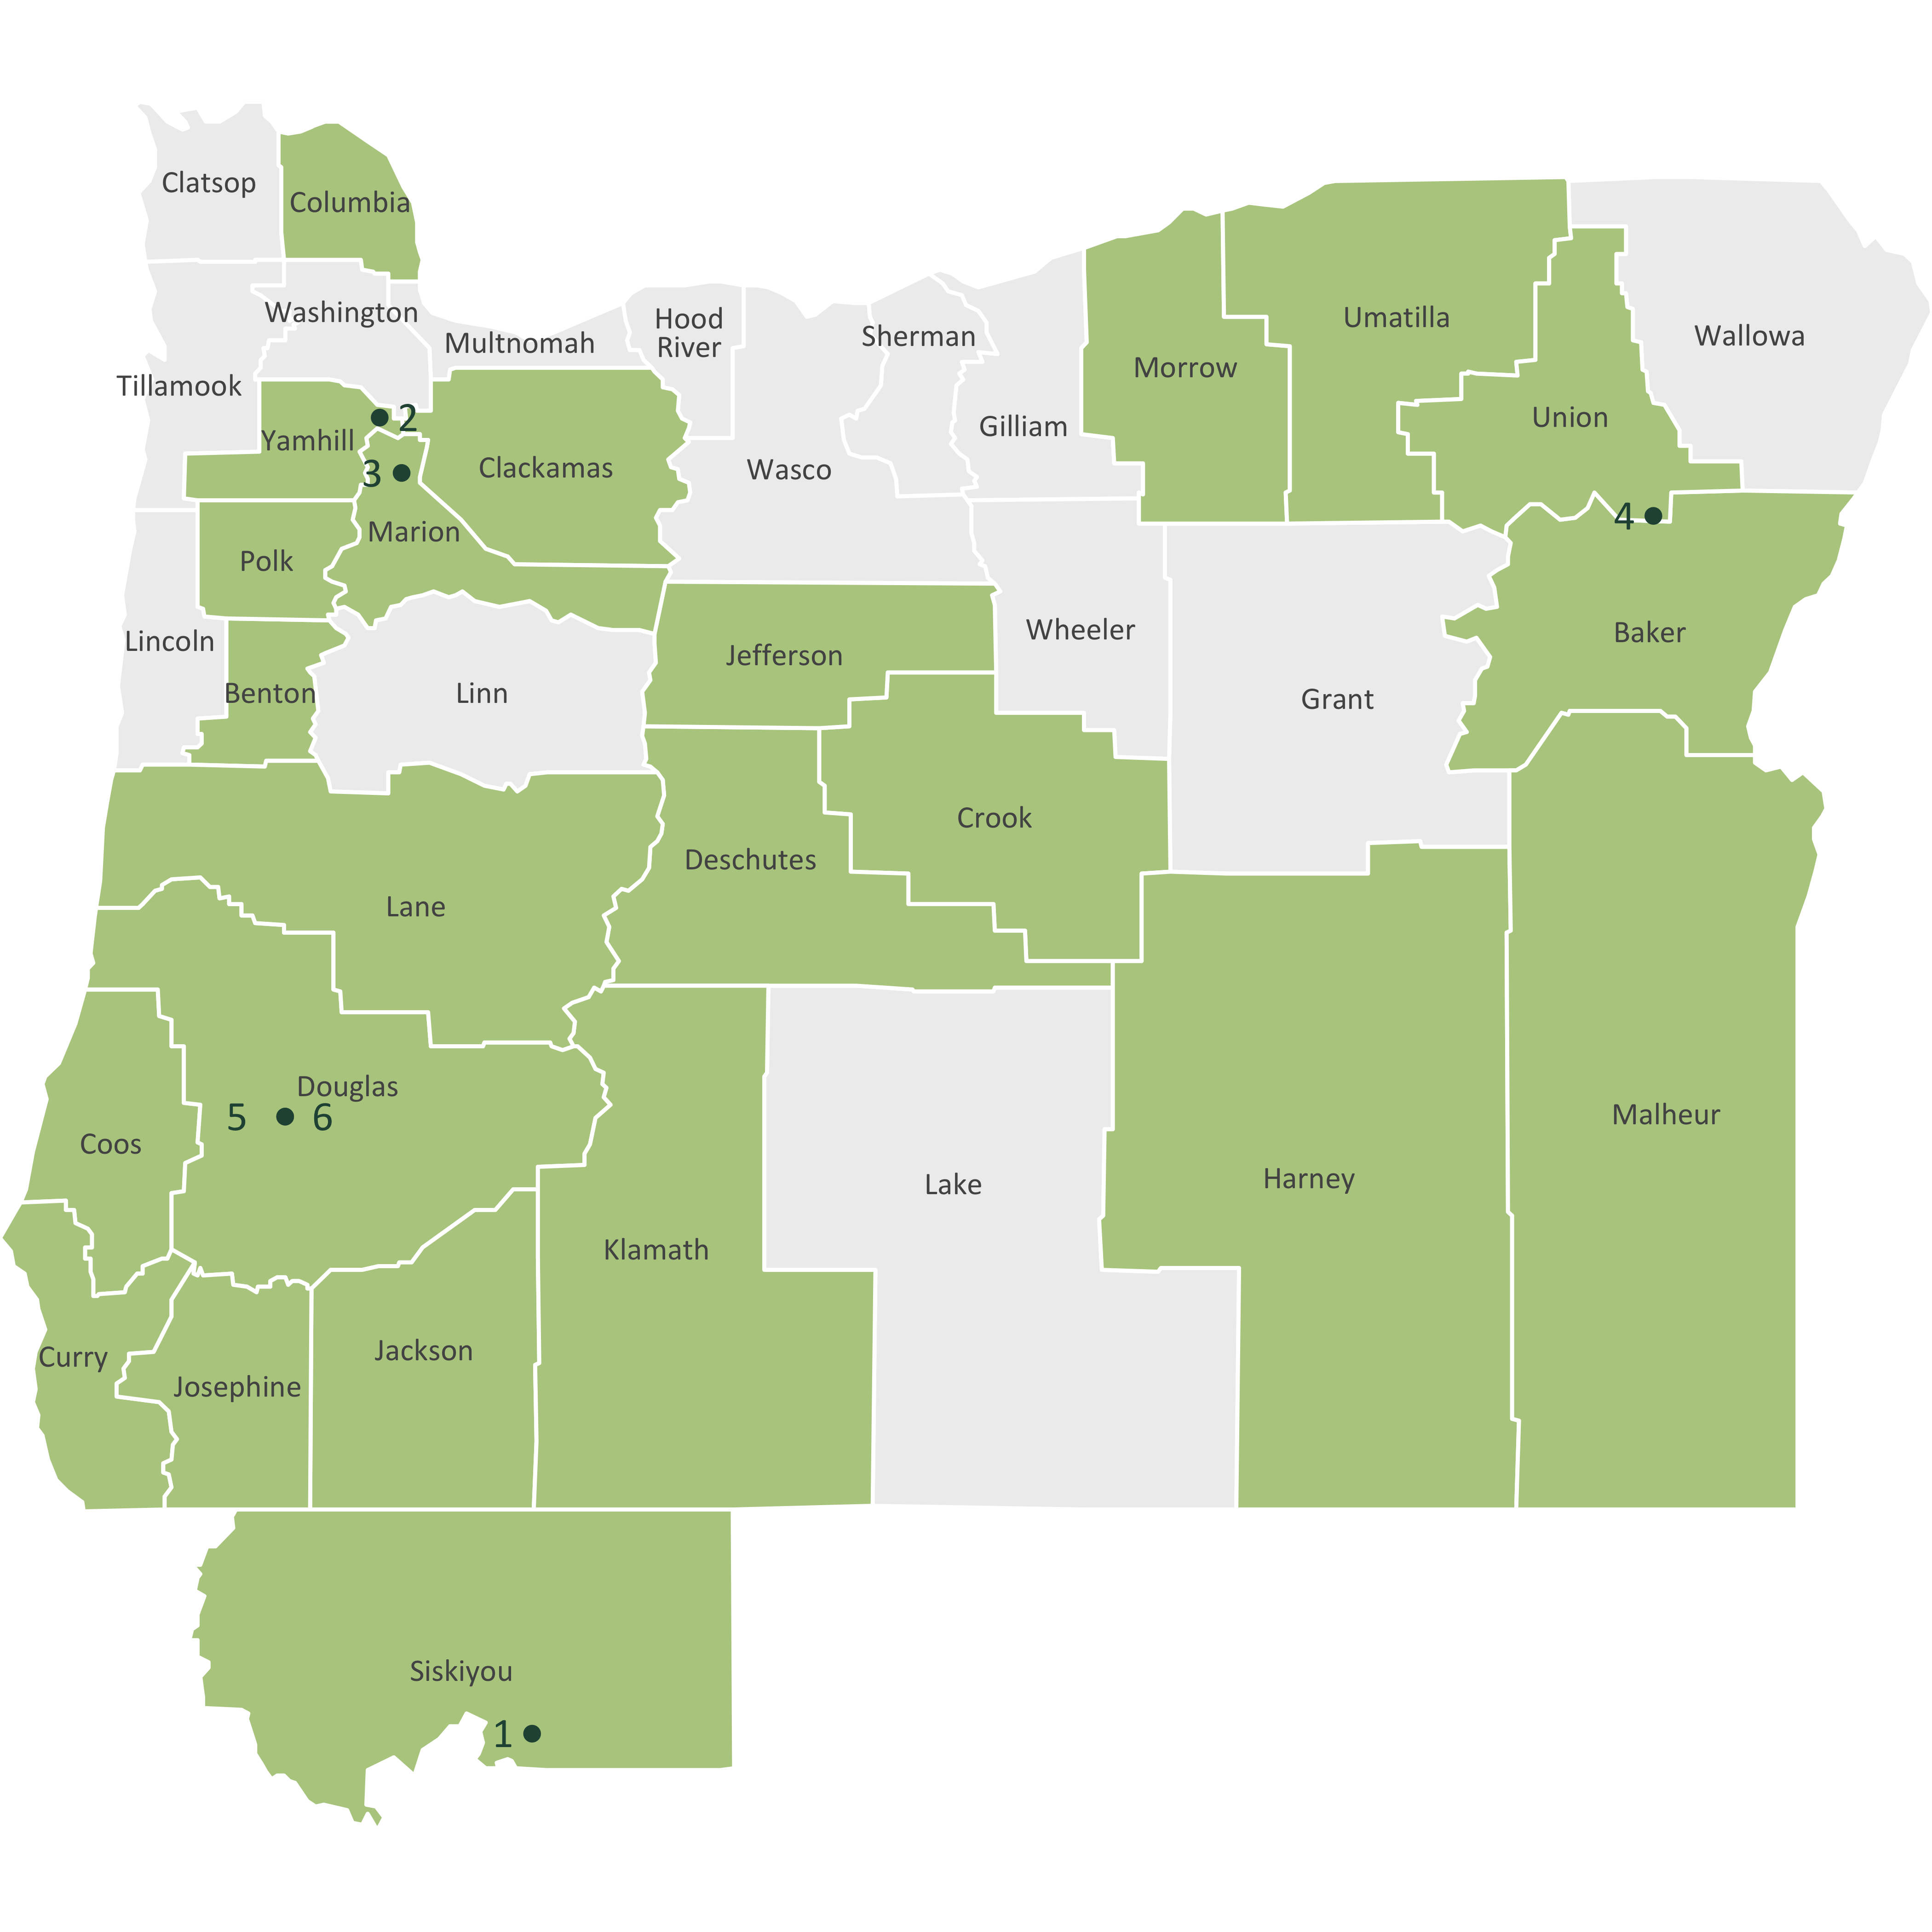 Clatsop
Columbia
Washington
Hood
River
Multnomah
Sherman
Umatilla
Wallowa
Morrow
Tillamook
2
Yamhill
Gilliam
Union
3
Clackamas
Wasco
4
Marion
Polk
Lincoln
Wheeler
Baker
Jefferson
Benton
Linn
Grant
Crook
Deschutes
Lane
Douglas
5
6
Malheur
Coos
Lake
Harney
Klamath
Curry
Jackson
Josephine
Siskiyou
1